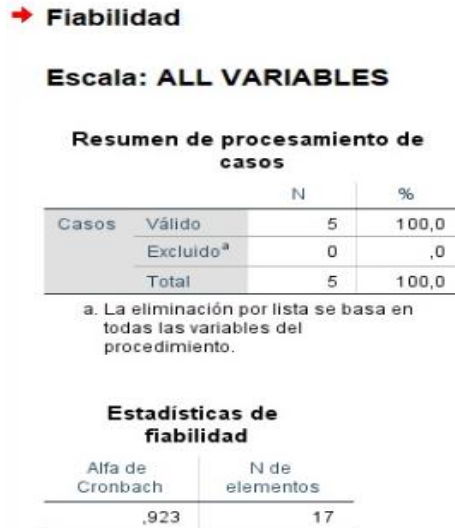 Fiabilidad
Escala: ALL VARIABLES
Resumen de procesamiento de
casos
N %
Casos Válido 5 100,0
Excluidoᵃ 0 ,0
Total 5 100,0
a. La eliminación por lista se basa en
todas las variables del
procedimiento.
Estadísticas de
fiabilidad
Alfa de N de
Cronbach elementos
,923 17